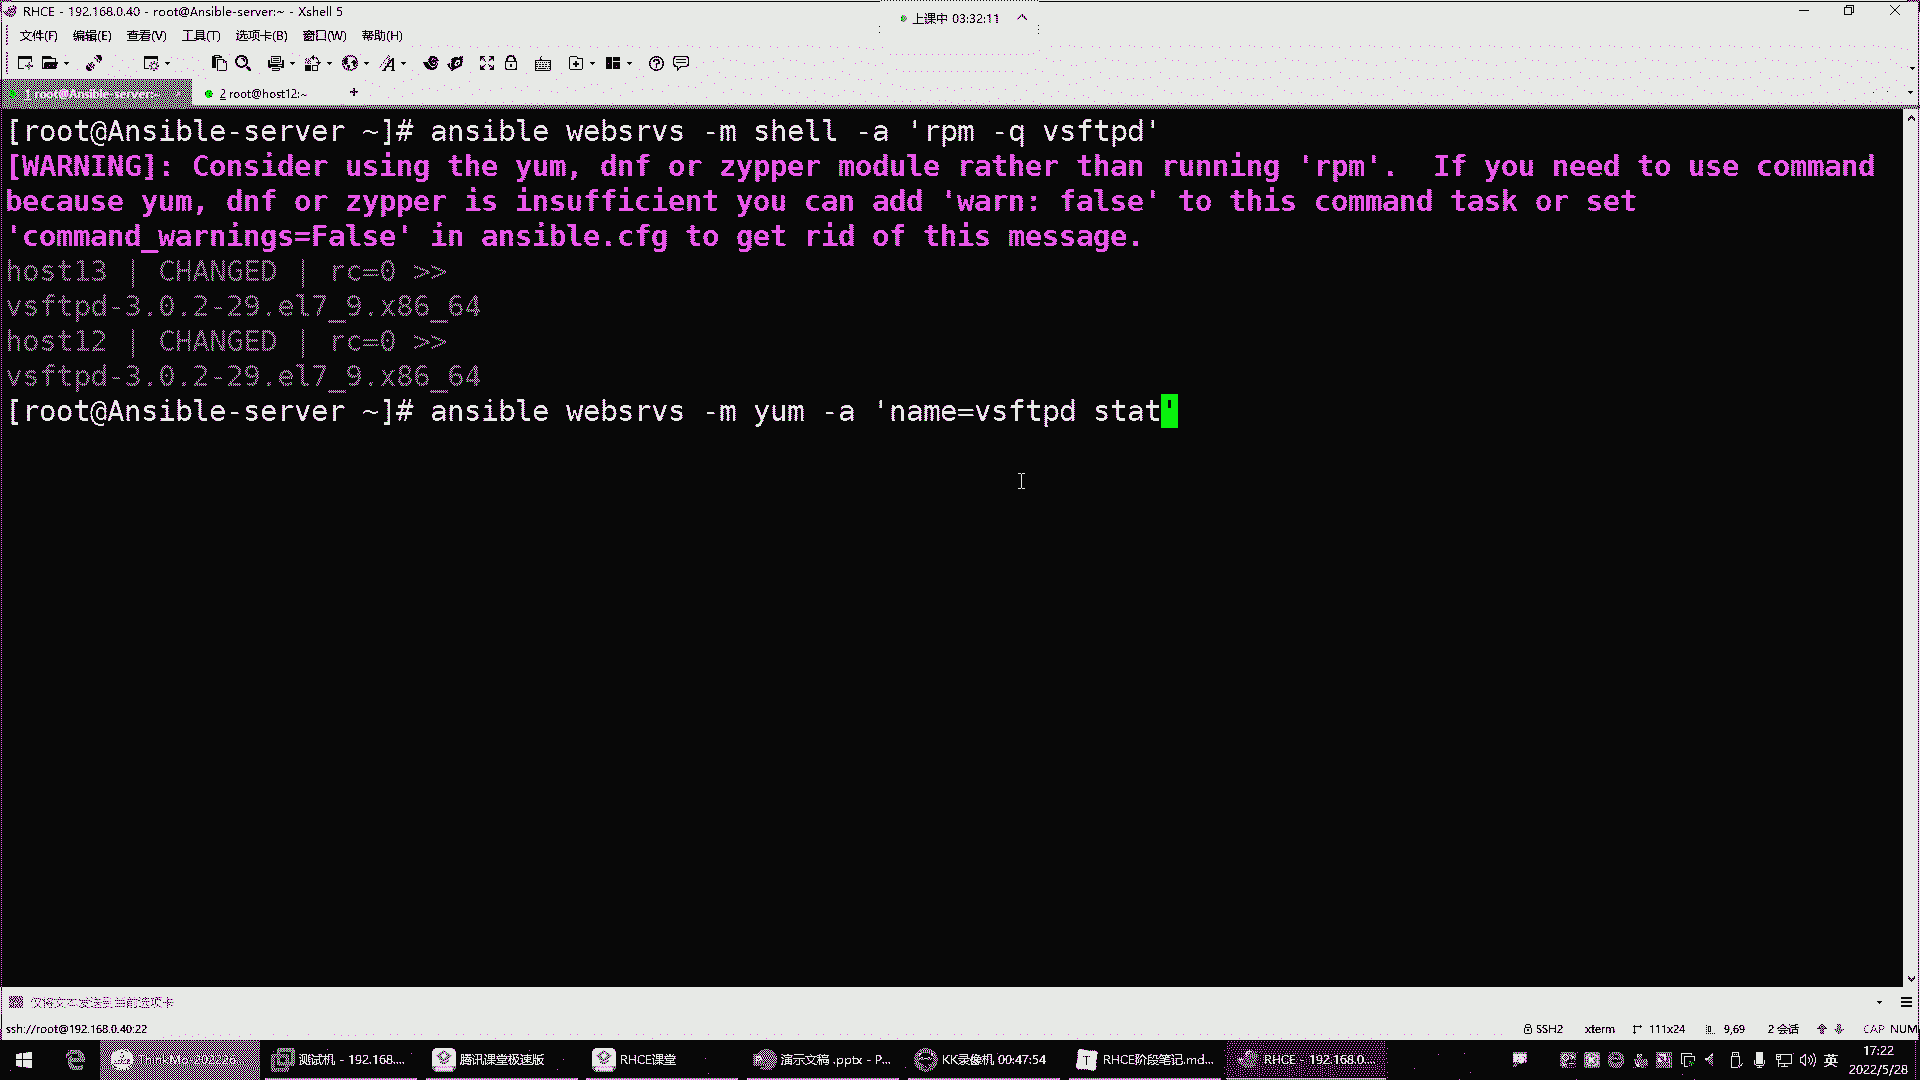 RHCE - 192.168.0.40 - root@Ansible-server:~ - Xshell 5
上课中 03:32:11
文件(F) 编辑(E) 查看(V) 工具(T) 选项卡(B) 窗口(W) 帮助(H)
1 root@Ansible-server:~ 2 root@host12:~ +
[root@Ansible-server ~]# ansible websrvs -m shell -a 'rpm -q vsftpd'
[WARNING]: Consider using the yum, dnf or zypper module rather than running 'rpm'.  If you need to use command
because yum, dnf or zypper is insufficient you can add 'warn: false' to this command task or set
'command_warnings=False' in ansible.cfg to get rid of this message.
host13 | CHANGED | rc=0 >>
vsftpd-3.0.2-29.el7_9.x86_64
host12 | CHANGED | rc=0 >>
vsftpd-3.0.2-29.el7_9.x86_64
[root@Ansible-server ~]# ansible websrvs -m yum -a 'name=vsftpd stat'
仅将文本发送到当前选项卡
ssh://root@192.168.0.40:22 SSH2 xterm 111x24 9,69 2 会话 CAP NUM
ThinkMo-202226... 测试机 - 192.168.... 腾讯课堂极速版 RHCE课堂 演示文稿 .pptx - P... KK录像机 00:47:54 RHCE阶段笔记.md... RHCE - 192.168.0.... 英 17:22
2022/5/28